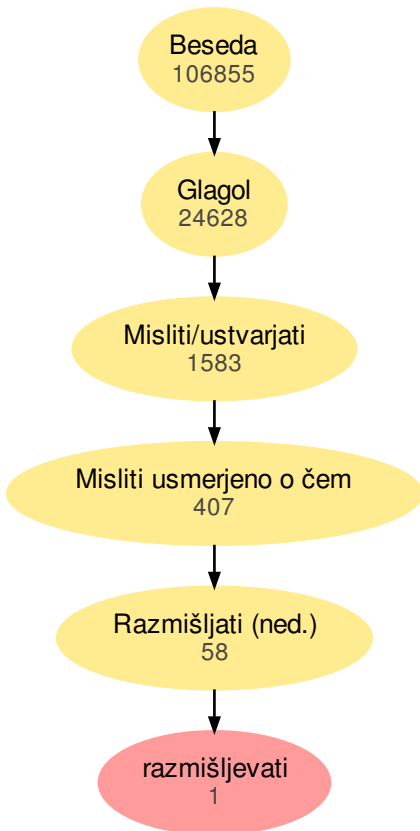 Beseda
106855
Glagol
24628
Misliti/ustvarjati
1583
Misliti usmerjeno o čem
407
Razmišljati (ned.)
58
razmišljevati
1